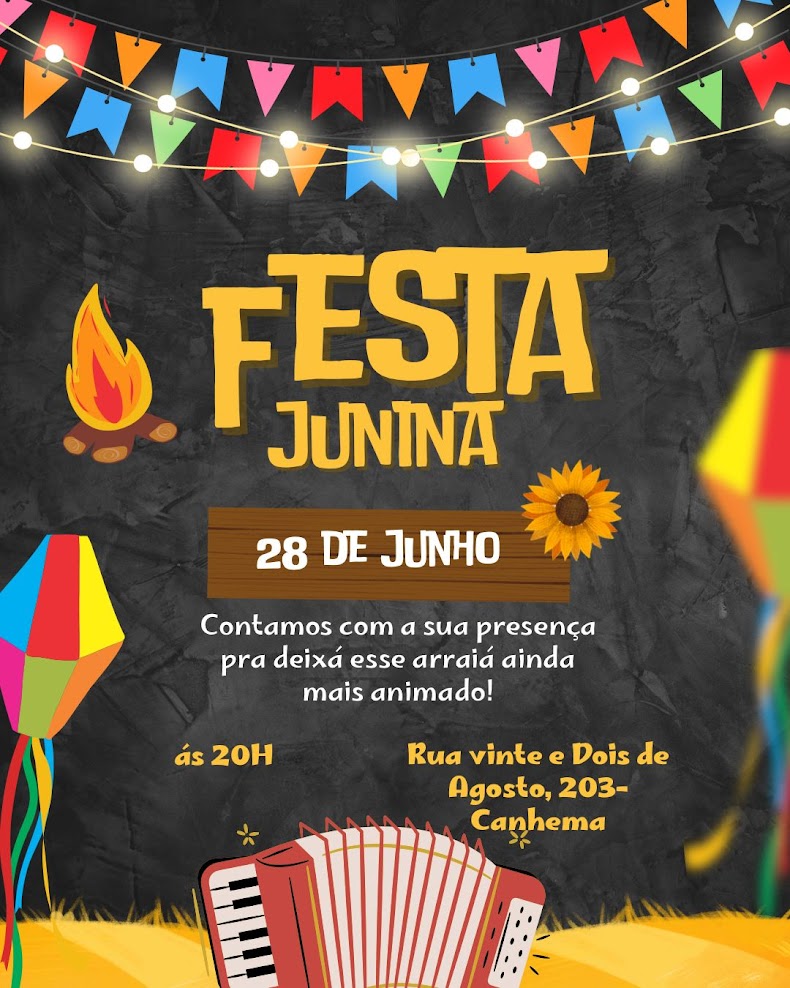 FESTA
JUNINA
28 DE JUNHO
Contamos com a sua presença
pra deixá esse arraiá ainda
mais animado!
ás 20H
Rua vinte e Dois de
Agosto, 203-
Canhema